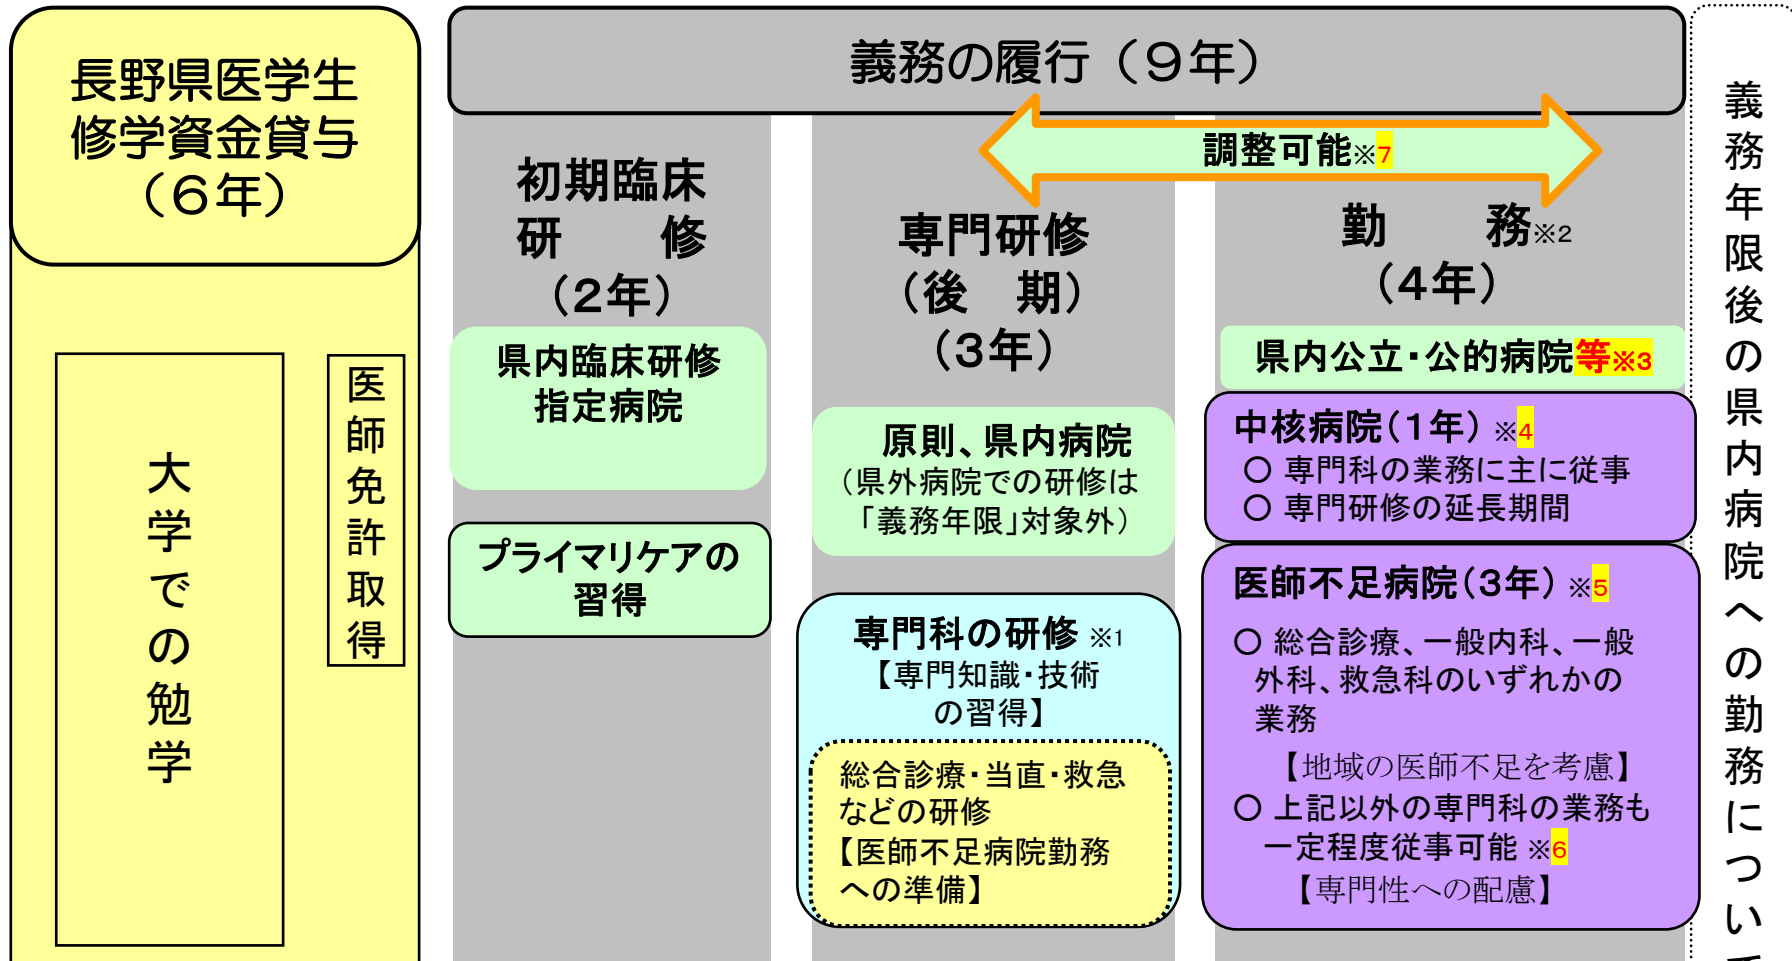 長野県医学生
修学資金貸与
（６年）
大学での勉学
医師免許取得
義務の履行（９年）
調整可能※7
初期臨床
研　　修
（２年）
県内臨床研修
指定病院
プライマリケアの
習得
専門研修
（後　期）
（３年）
原則、県内病院
（県外病院での研修は
「義務年限」対象外）
専門科の研修 ※1
【専門知識・技術
の習得】
総合診療・当直・救急
などの研修
【医師不足病院勤務
への準備】
勤　　務※2
（４年）
県内公立・公的病院等※3
中核病院（１年） ※4
○ 専門科の業務に主に従事
○ 専門研修の延長期間
医師不足病院（３年） ※5
○ 総合診療、一般内科、一般
外科、救急科のいずれかの
業務
【地域の医師不足を考慮】
○ 上記以外の専門科の業務も
一定程度従事可能 ※6
【専門性への配慮】
義務年限後の県内病院への勤務につい